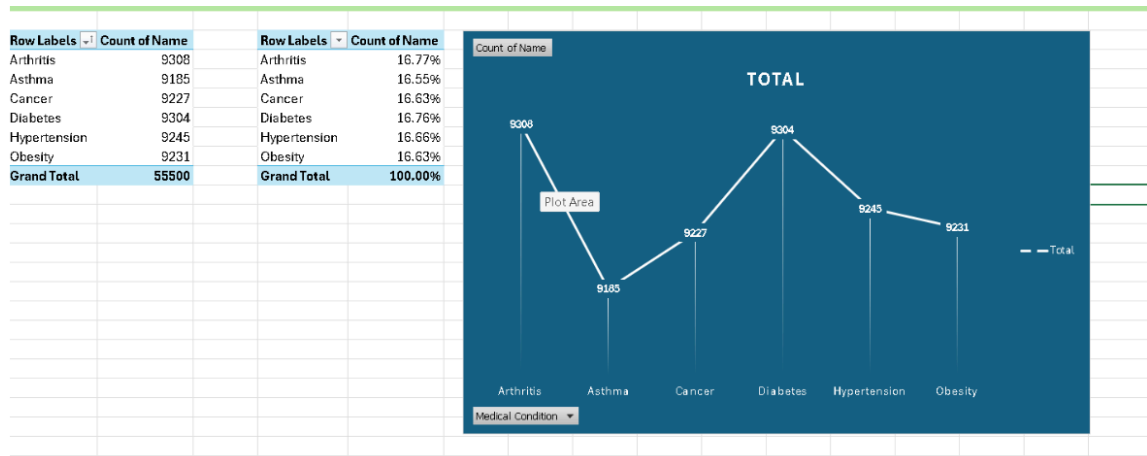 Row Labels Count of Name
Arthritis 9308
Asthma 9185
Cancer 9227
Diabetes 9304
Hypertension 9245
Obesity 9231
Grand Total 55500
Row Labels Count of Name
Arthritis 16.77%
Asthma 16.55%
Cancer 16.63%
Diabetes 16.76%
Hypertension 16.66%
Obesity 16.63%
Grand Total 100.00%
Count of Name
TOTAL
9308
9304
Plot Area
9245
9231
9227
9185
Total
Arthritis Asthma Cancer Diabetes Hypertension Obesity
Medical Condition